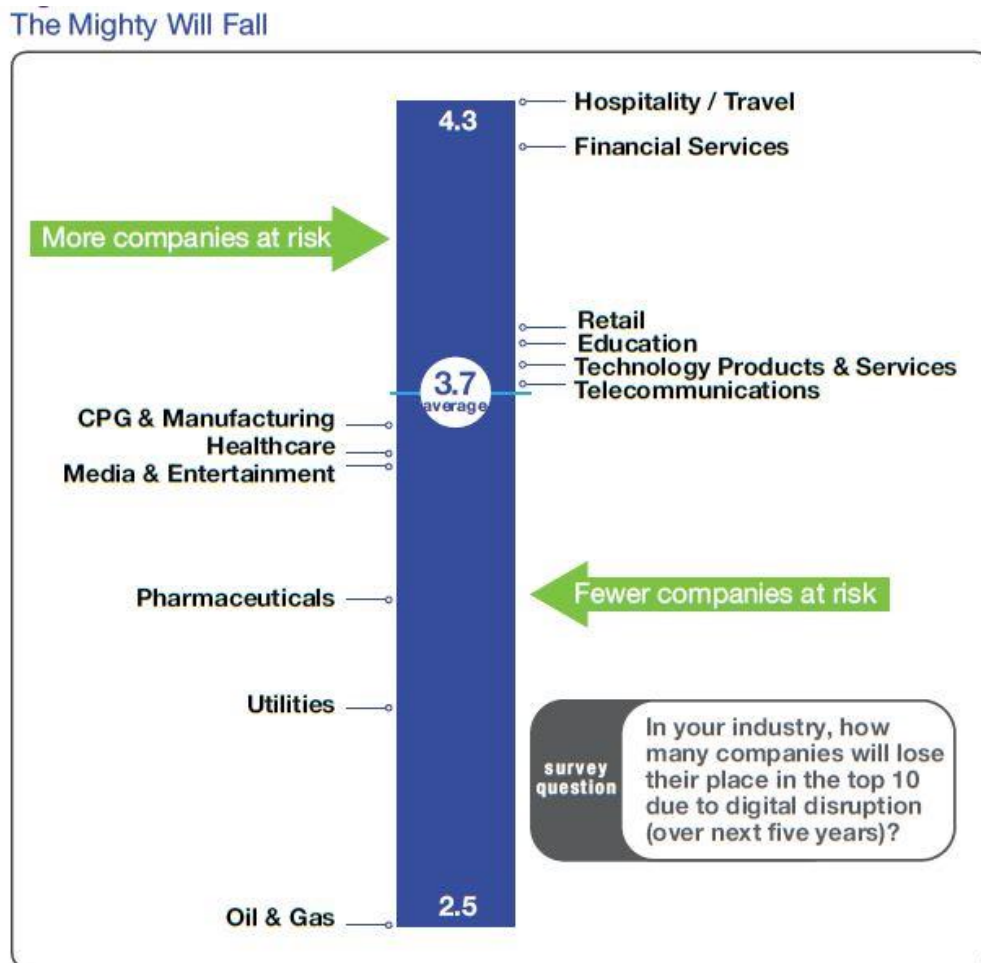 The Mighty Will Fall
4.3
Hospitality / Travel
Financial Services
More companies at risk
Retail
Education
Technology Products & Services
Telecommunications
3.7
average
CPG & Manufacturing
Healthcare
Media & Entertainment
Pharmaceuticals
Fewer companies at risk
Utilities
survey
question
In your industry, how
many companies will lose
their place in the top 10
due to digital disruption
(over next five years)?
2.5
Oil & Gas